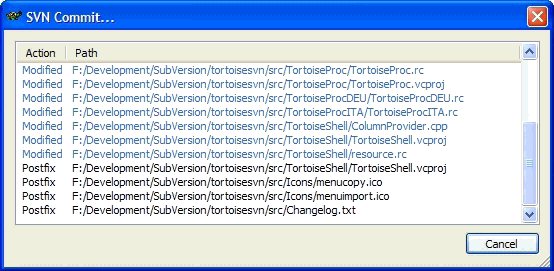 SVN Commit...
Action Path
Modified F:/Development/SubVersion/tortoisesvn/src/TortoiseProc/TortoiseProc.rc
Modified F:/Development/SubVersion/tortoisesvn/src/TortoiseProc/TortoiseProc.vcproj
Modified F:/Development/SubVersion/tortoisesvn/src/TortoiseProcDEU/TortoiseProcDEU.rc
Modified F:/Development/SubVersion/tortoisesvn/src/TortoiseProcITA/TortoiseProcITA.rc
Modified F:/Development/SubVersion/tortoisesvn/src/TortoiseShell/ColumnProvider.cpp
Modified F:/Development/SubVersion/tortoisesvn/src/TortoiseShell/TortoiseShell.vcproj
Modified F:/Development/SubVersion/tortoisesvn/src/TortoiseShell/resource.rc
Postfix F:/Development/SubVersion/tortoisesvn/src/TortoiseShell/TortoiseShell.vcproj
Postfix F:/Development/SubVersion/tortoisesvn/src/Icons/menucopy.ico
Postfix F:/Development/SubVersion/tortoisesvn/src/Icons/menuimport.ico
Postfix F:/Development/SubVersion/tortoisesvn/src/Changelog.txt
Cancel